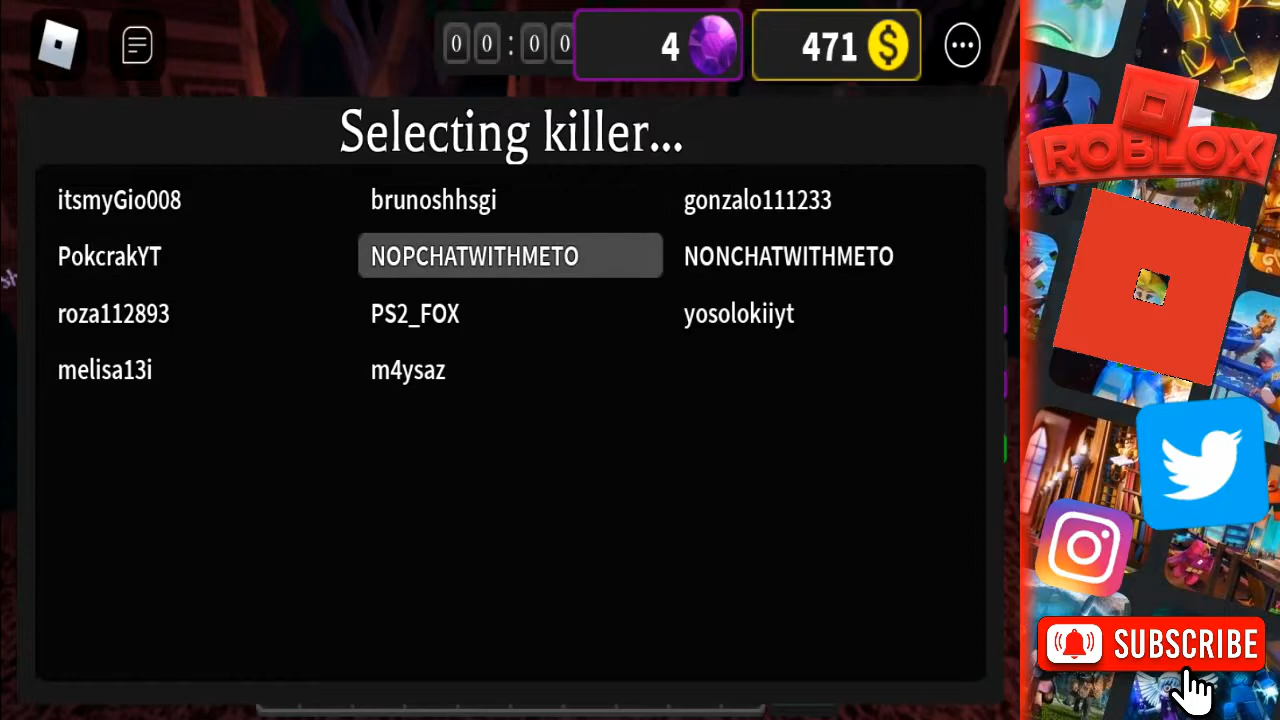 00:00 4 471
Selecting killer...
itsmyGio008 brunoshhsgi gonzalo111233
PokcrakYT NOPCHATWITHMETO NONCHATWITHMETO
roza112893 PS2_FOX yosolokiiyt
melisa13i m4ysaz
ROBLOX
SUBSCRIBE